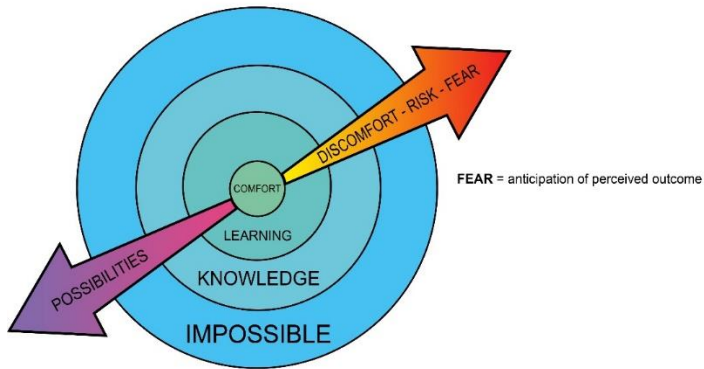 DISCOMFORT - RISK - FEAR
COMFORT
FEAR = anticipation of perceived outcome
LEARNING
POSSIBILITIES
KNOWLEDGE
IMPOSSIBLE